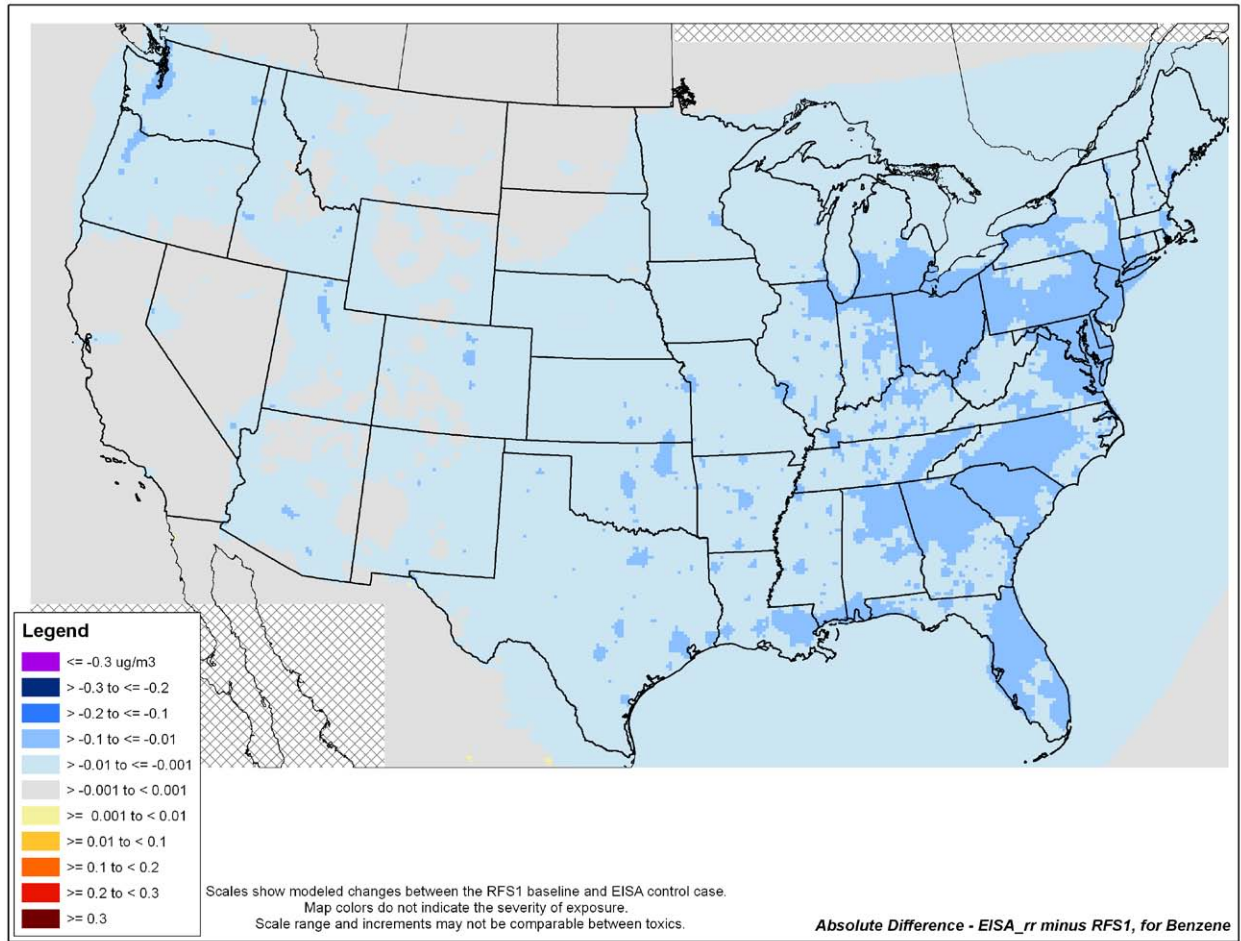 Legend
<= -0.3 ug/m3
> -0.3 to <= -0.2
> -0.2 to <= -0.1
> -0.1 to <= -0.01
> -0.01 to <= -0.001
> -0.001 to < 0.001
>= 0.001 to < 0.01
>= 0.01 to < 0.1
>= 0.1 to < 0.2
>= 0.2 to < 0.3
>= 0.3
Scales show modeled changes between the RFS1 baseline and EISA control case.
Map colors do not indicate the severity of exposure.
Scale range and increments may not be comparable between toxics.
Absolute Difference - EISA_rr minus RFS1, for Benzene